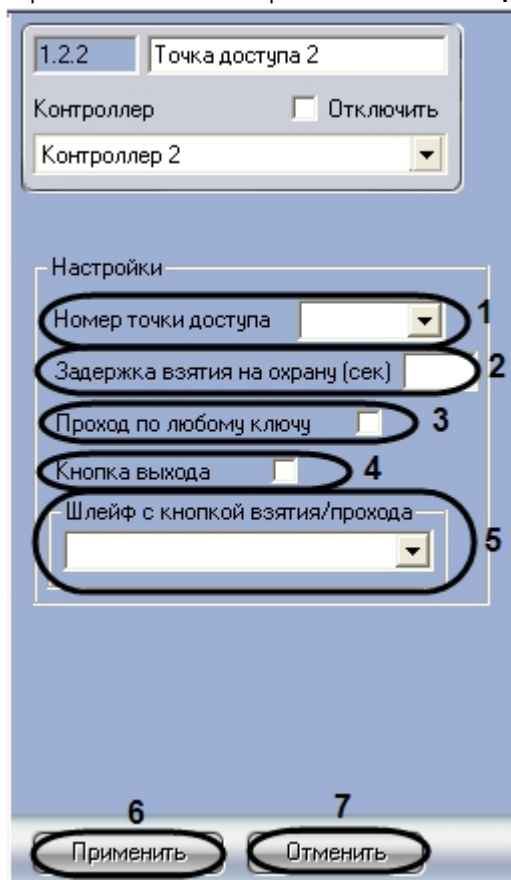 1.2.2 Точка доступа 2
Контроллер Отключить
Контроллер 2
Настройки
Номер точки доступа 1
Задержка взятия на охрану (сек) 2
Проход по любому ключу 3
Кнопка выхода 4
Шлейф с кнопкой взятия/прохода
5
6 7
Применить Отменить